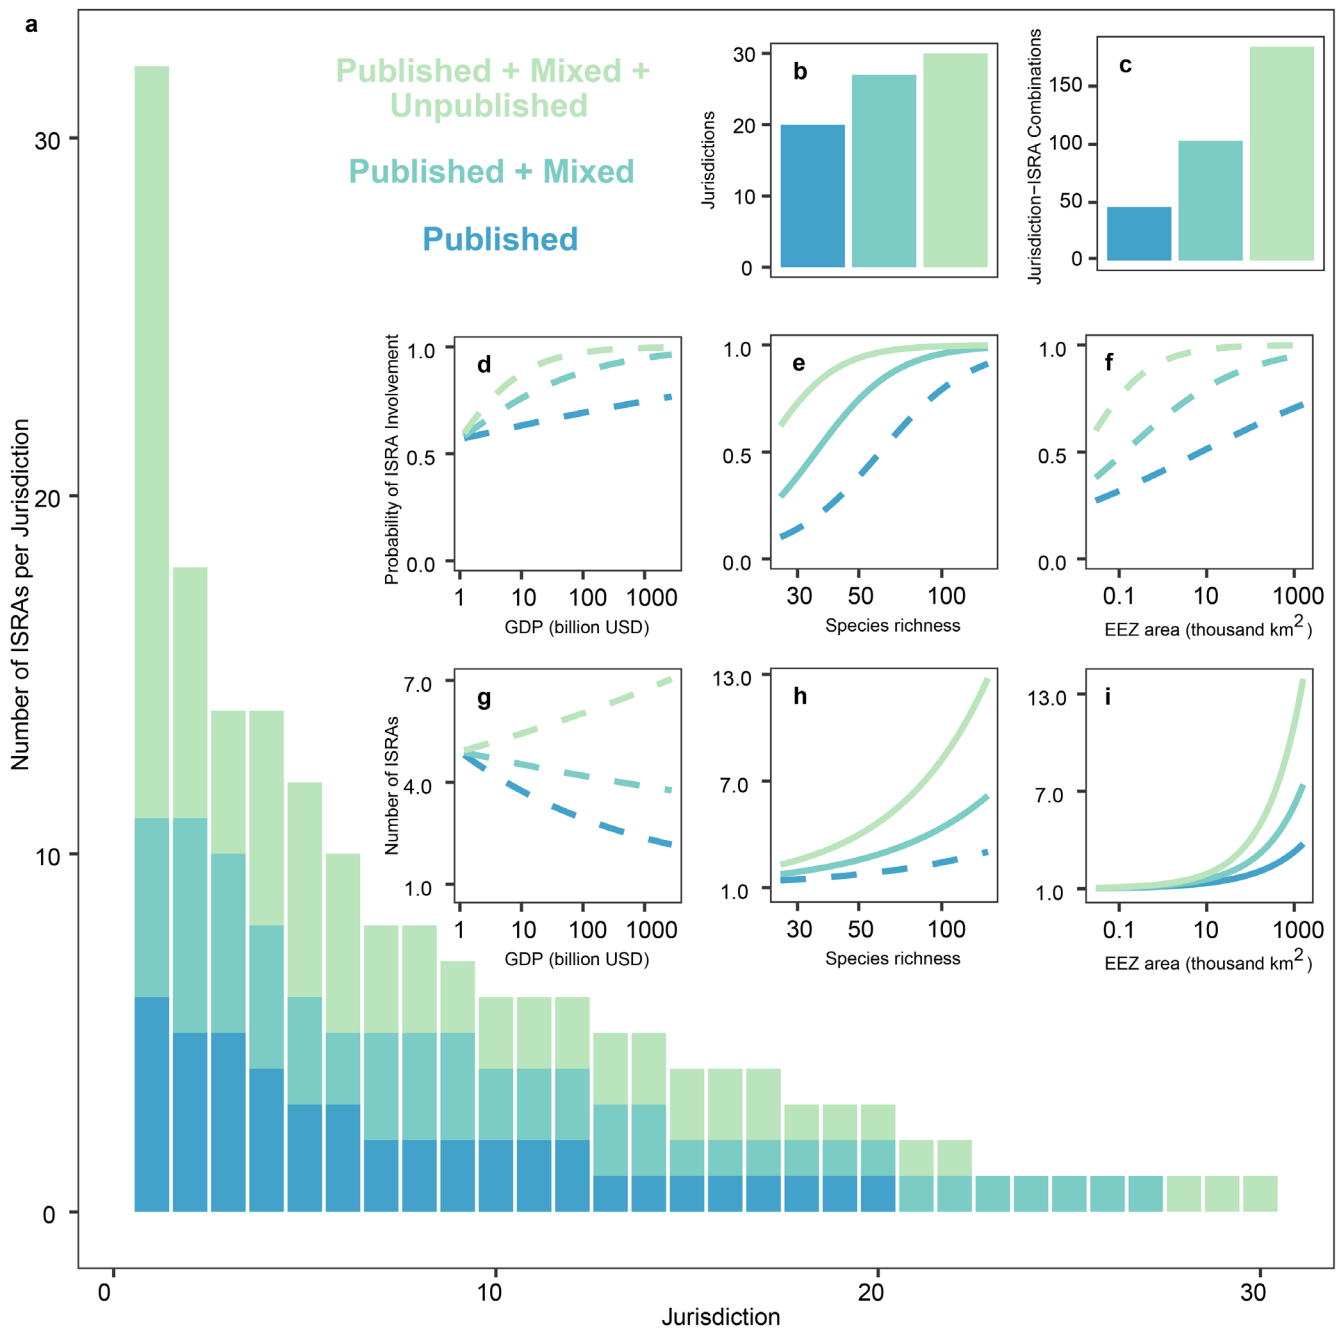 a
Published + Mixed +
Unpublished
Published + Mixed
Published
Number of ISRAs per Jurisdiction
30
20
10
0
0
10
20
30
Jurisdiction
b
Jurisdictions
30
20
10
0
c
Jurisdiction−ISRA Combinations
150
100
50
0
d
Probability of ISRA Involvement
1.0
0.5
0.0
1 10 100 1000
GDP (billion USD)
e
1.0
0.5
0.0
30 50 100
Species richness
f
1.0
0.5
0.0
0.1 10 1000
EEZ area (thousand km²)
g
Number of ISRAs
7.0
4.0
1.0
1 10 100 1000
GDP (billion USD)
h
13.0
7.0
1.0
30 50 100
Species richness
i
13.0
7.0
1.0
0.1 10 1000
EEZ area (thousand km²)